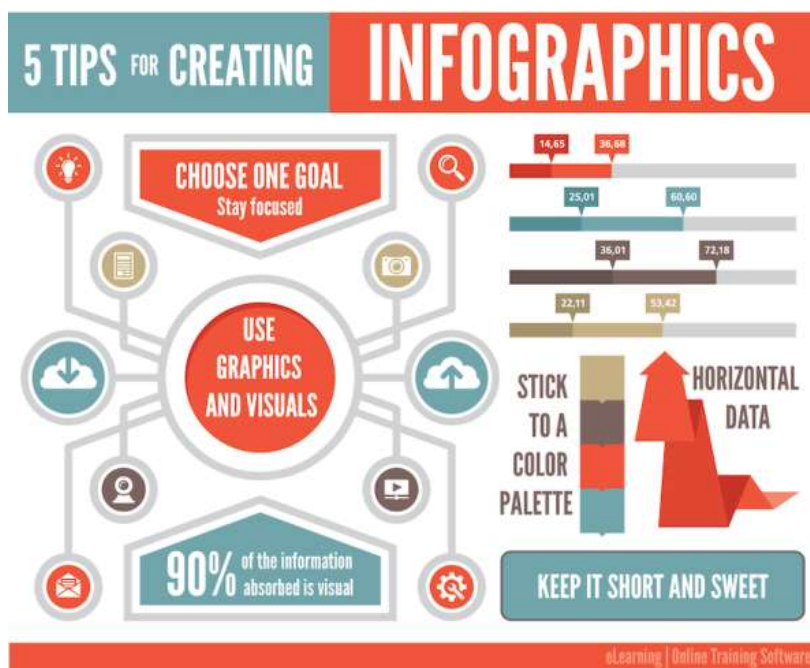 5 TIPS FOR CREATING
INFOGRAPHICS
CHOOSE ONE GOAL
Stay focused
USE
GRAPHICS
AND VISUALS
90% of the information
absorbed is visual
14,65 36,68
25,01 60,60
36,01 72,18
22,11 53,42
STICK
TO A
COLOR
PALETTE
HORIZONTAL
DATA
KEEP IT SHORT AND SWEET
eLearning | Online Training Software